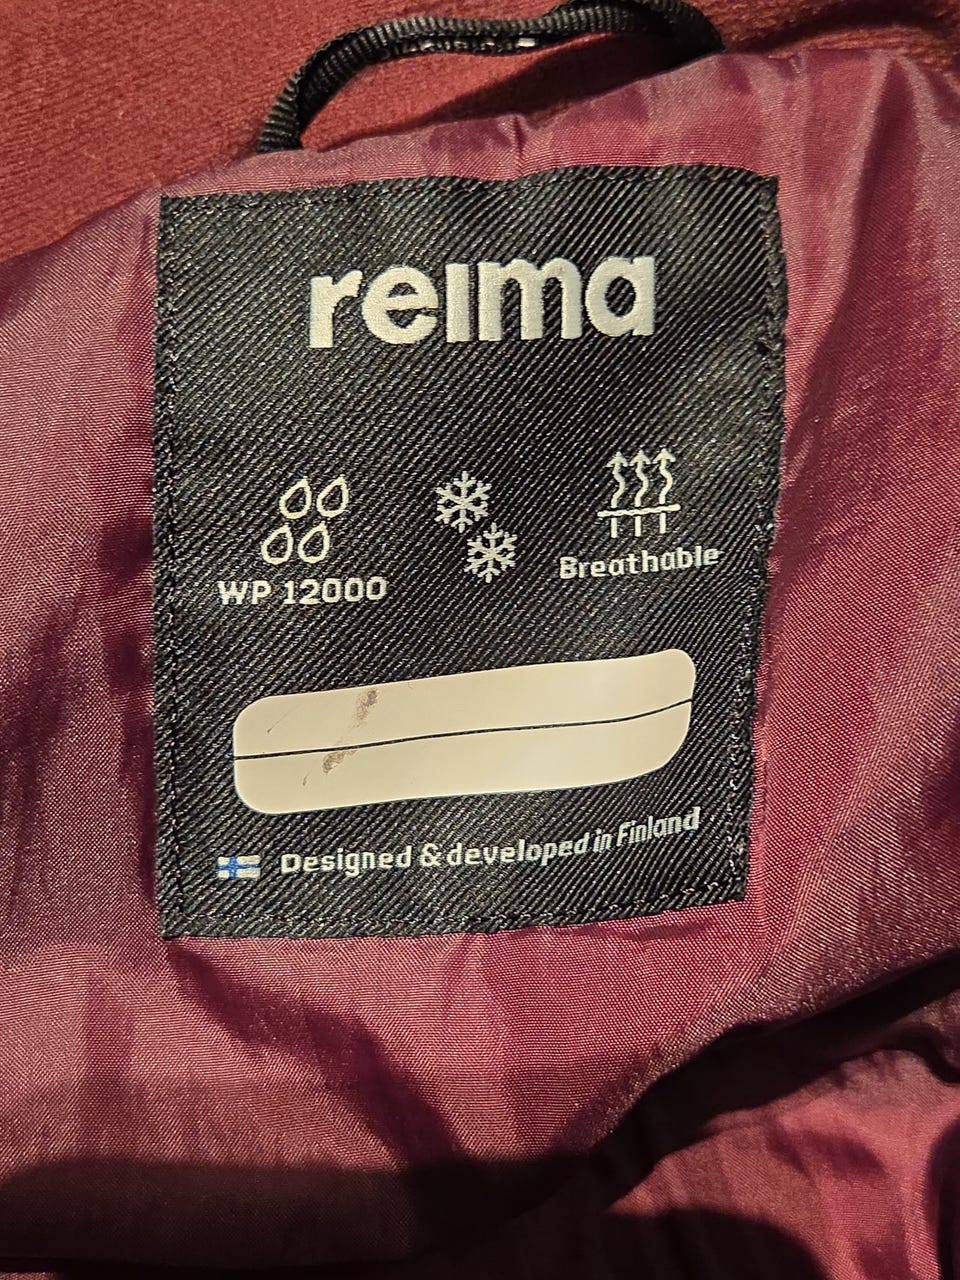 reima
WP 12000
Breathable
Designed & developed in Finland